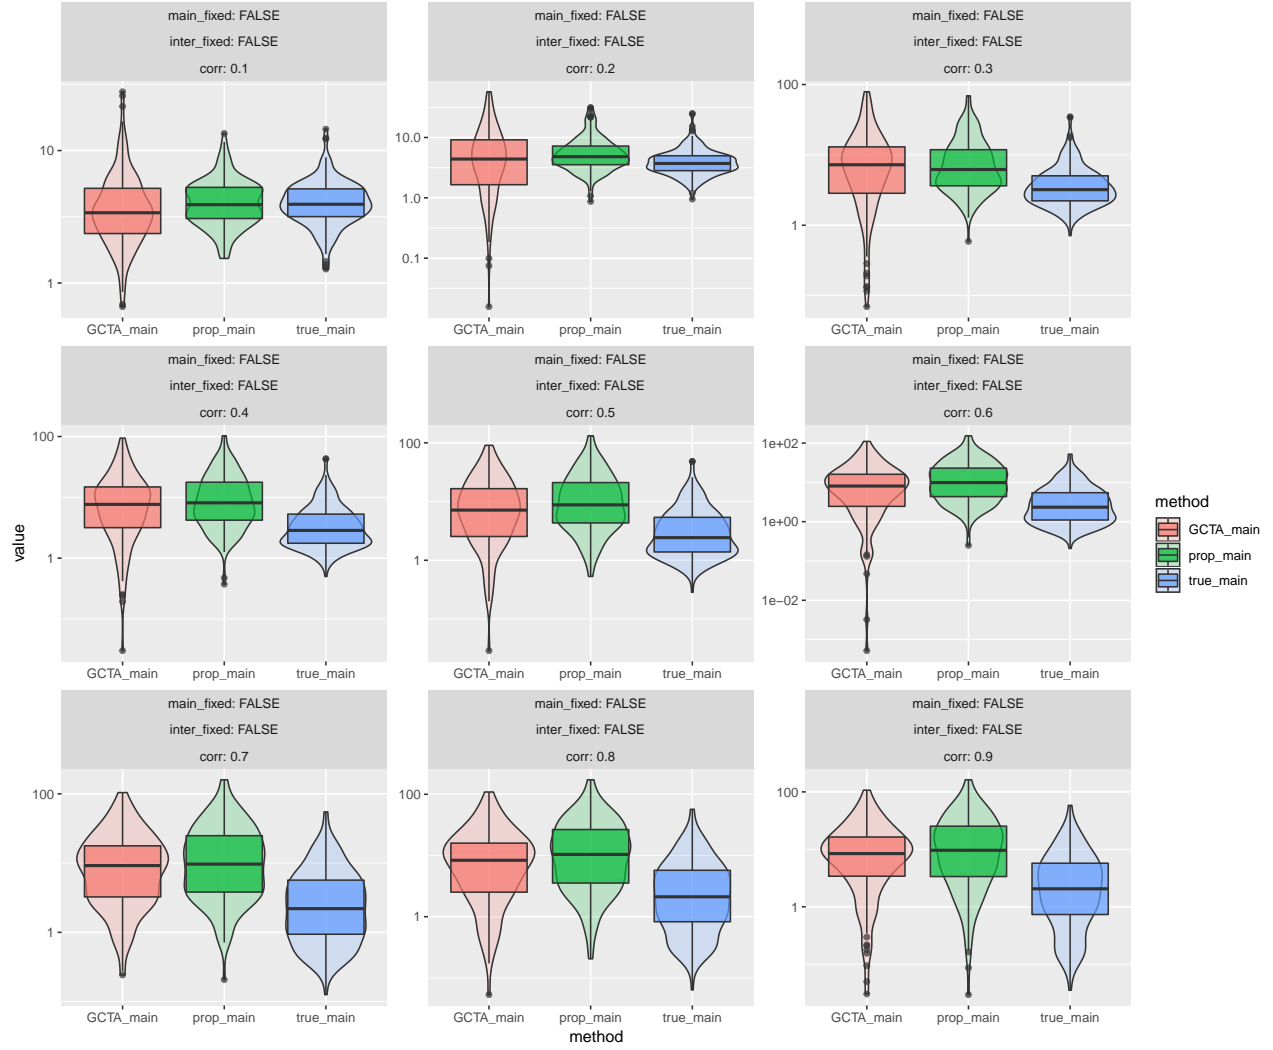 main_fixed: FALSE
inter_fixed: FALSE
corr: 0.1
10
1
GCTA_main
prop_main
true_main
main_fixed: FALSE
inter_fixed: FALSE
corr: 0.2
10.0
1.0
0.1
GCTA_main
prop_main
true_main
main_fixed: FALSE
inter_fixed: FALSE
corr: 0.3
100
1
GCTA_main
prop_main
true_main
main_fixed: FALSE
inter_fixed: FALSE
corr: 0.4
100
1
GCTA_main
prop_main
true_main
main_fixed: FALSE
inter_fixed: FALSE
corr: 0.5
100
1
GCTA_main
prop_main
true_main
main_fixed: FALSE
inter_fixed: FALSE
corr: 0.6
1e+02
1e+00
1e−02
GCTA_main
prop_main
true_main
main_fixed: FALSE
inter_fixed: FALSE
corr: 0.7
100
1
GCTA_main
prop_main
true_main
main_fixed: FALSE
inter_fixed: FALSE
corr: 0.8
100
1
GCTA_main
prop_main
true_main
main_fixed: FALSE
inter_fixed: FALSE
corr: 0.9
100
1
GCTA_main
prop_main
true_main
value
method
method
GCTA_main
prop_main
true_main